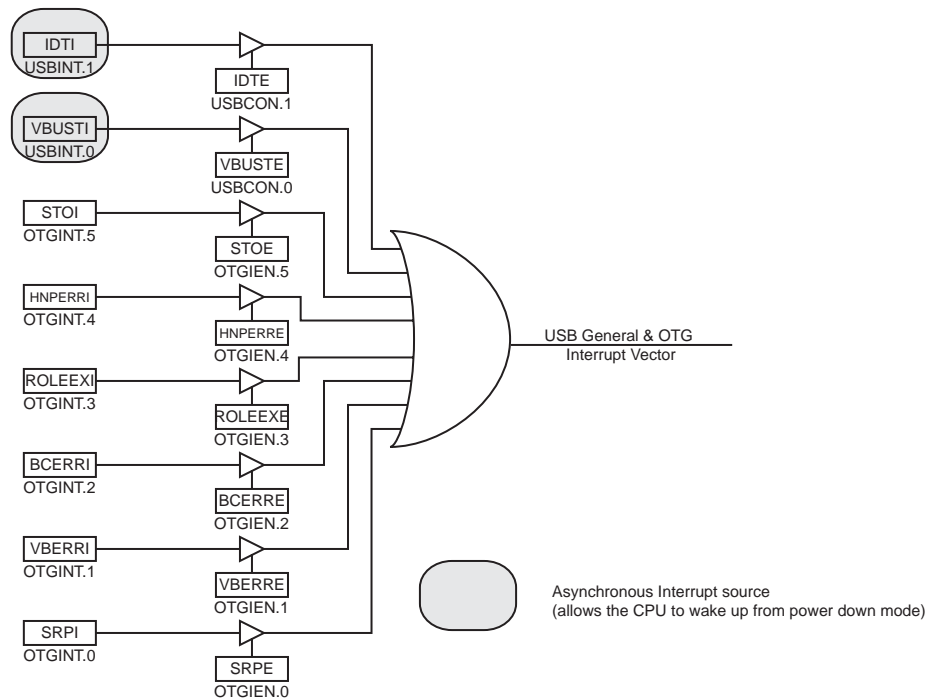 IDTI
USBINT.1
IDTE
USBCON.1
VBUSTI
USBINT.0
VBUSTE
USBCON.0
STOI
OTGINT.5
STOE
OTGIEN.5
HNPERRI
OTGINT.4
HNPERRE
OTGIEN.4
ROLEEXI
OTGINT.3
ROLEEXE
OTGIEN.3
BCERRI
OTGINT.2
BCERRE
OTGIEN.2
VBERRI
OTGINT.1
VBERRE
OTGIEN.1
SRPI
OTGINT.0
SRPE
OTGIEN.0
USB General & OTG
Interrupt Vector
Asynchronous Interrupt source
(allows the CPU to wake up from power down mode)